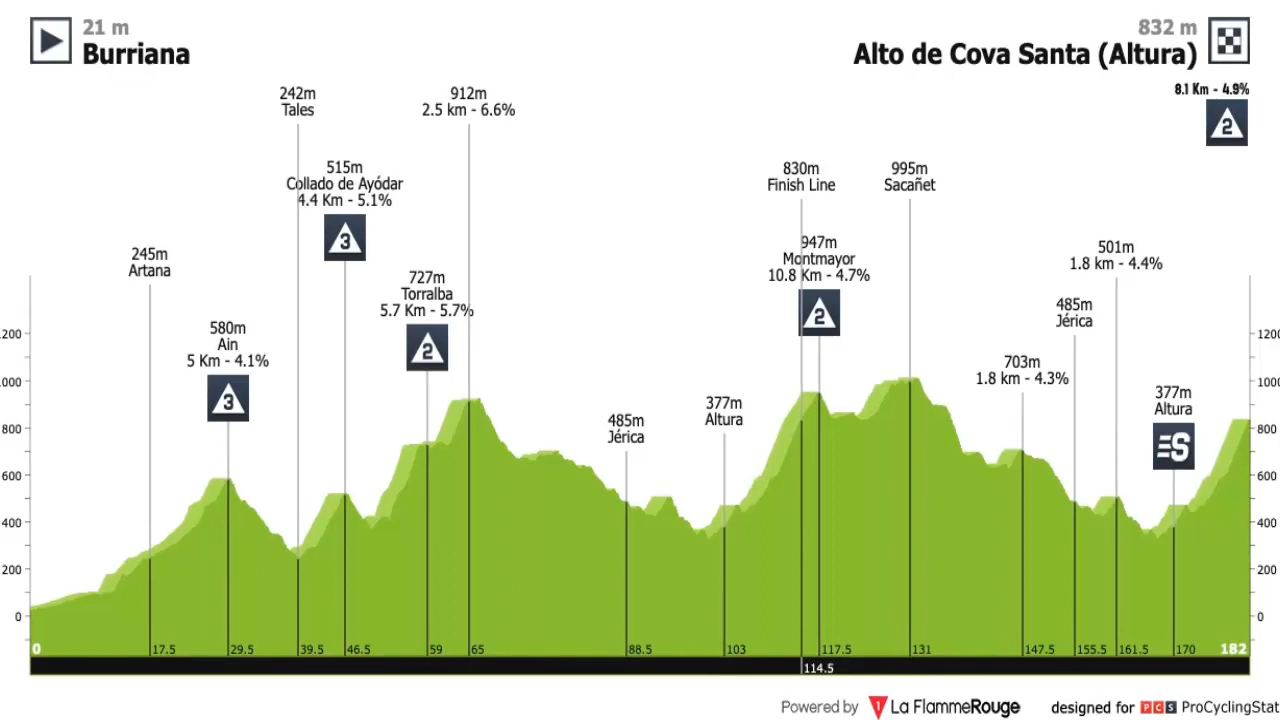 21 m
Burriana
832 m
Alto de Cova Santa (Altura)
8.1 Km - 4.9%
2
242m
Tales
912m
2.5 km - 6.6%
515m
Collado de Ayódar
4.4 Km - 5.1%
3
830m
Finish Line
995m
Sacañet
245m
Artana
727m
Torralba
5.7 Km - 5.7%
2
947m
Montmayor
10.8 Km - 4.7%
2
501m
1.8 km - 4.4%
580m
Ain
5 Km - 4.1%
3
485m
Jérica
703m
1.8 km - 4.3%
485m
Jérica
377m
Altura
377m
Altura
S
1200
1000
800
600
400
200
0
1200
1000
800
600
400
200
0
0 17.5 29.5 39.5 46.5 59 65 88.5 103 117.5 131 147.5 155.5 161.5 170 182
114.5
Powered by 1 La FlammeRouge designed for PCS ProCyclingStat